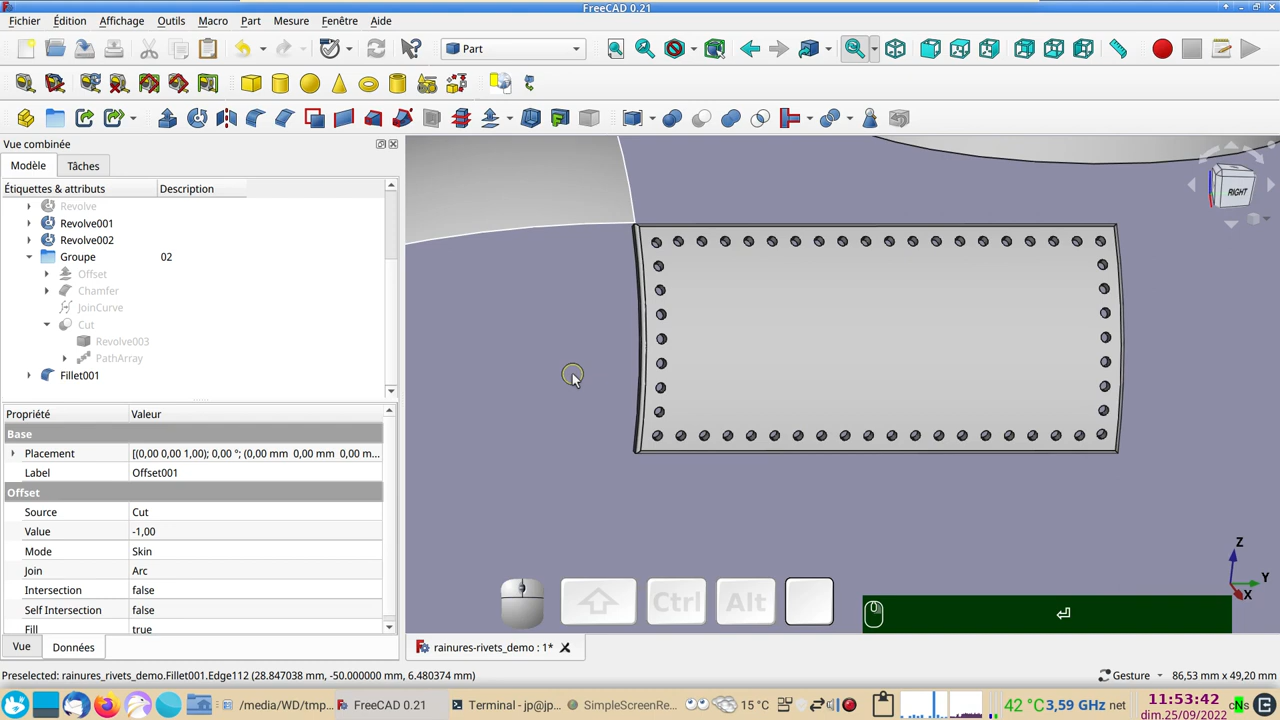 FreeCAD 0.21
Fichier Édition Affichage Outils Macro Part Mesure Fenêtre Aide
Part
Vue combinée
Modèle Tâches
Étiquettes & attributs Description
Revolve
Revolve001
Revolve002
Groupe 02
Offset
Chamfer
JoinCurve
Cut
Revolve003
PathArray
Fillet001
Propriété Valeur
Base
Placement [(0,00 0,00 1,00); 0,00 °; (0,00 mm 0,00 mm 0,00 m...
Label Offset001
Offset
Source Cut
Value -1,00
Mode Skin
Join Arc
Intersection false
Self Intersection false
Fill true
Vue Données
RIGHT
Z
Y
X
Ctrl Alt
rainures-rivets_demo : 1*
Preselected: rainures_rivets_demo.Fillet001.Edge112 (28.847038 mm, -50.000000 mm, 6.480374 mm) Gesture 86,53 mm x 49,20 mm
/media/WD/tmp... FreeCAD 0.21 Terminal - jp@jp... SimpleScreenRe... 15 °C 42 °C 3,59 GHz net 11:53:42
dim.25/09/2022